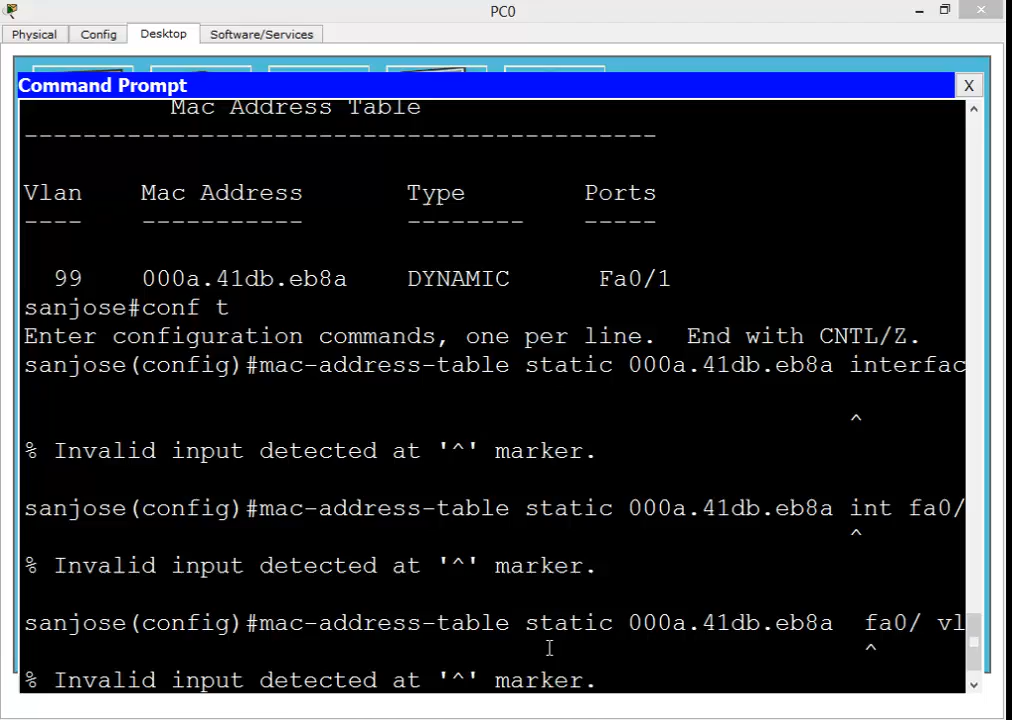 PC0
Physical Config Desktop Software/Services
Command Prompt X
Mac Address Table
-------------------------------------------
Vlan Mac Address Type Ports
---- ----------- -------- -----
99 000a.41db.eb8a DYNAMIC Fa0/1
sanjose#conf t
Enter configuration commands, one per line. End with CNTL/Z.
sanjose(config)#mac-address-table static 000a.41db.eb8a interfac
^
% Invalid input detected at '^' marker.
sanjose(config)#mac-address-table static 000a.41db.eb8a int fa0/
^
% Invalid input detected at '^' marker.
sanjose(config)#mac-address-table static 000a.41db.eb8a fa0/ vl
^
% Invalid input detected at '^' marker.